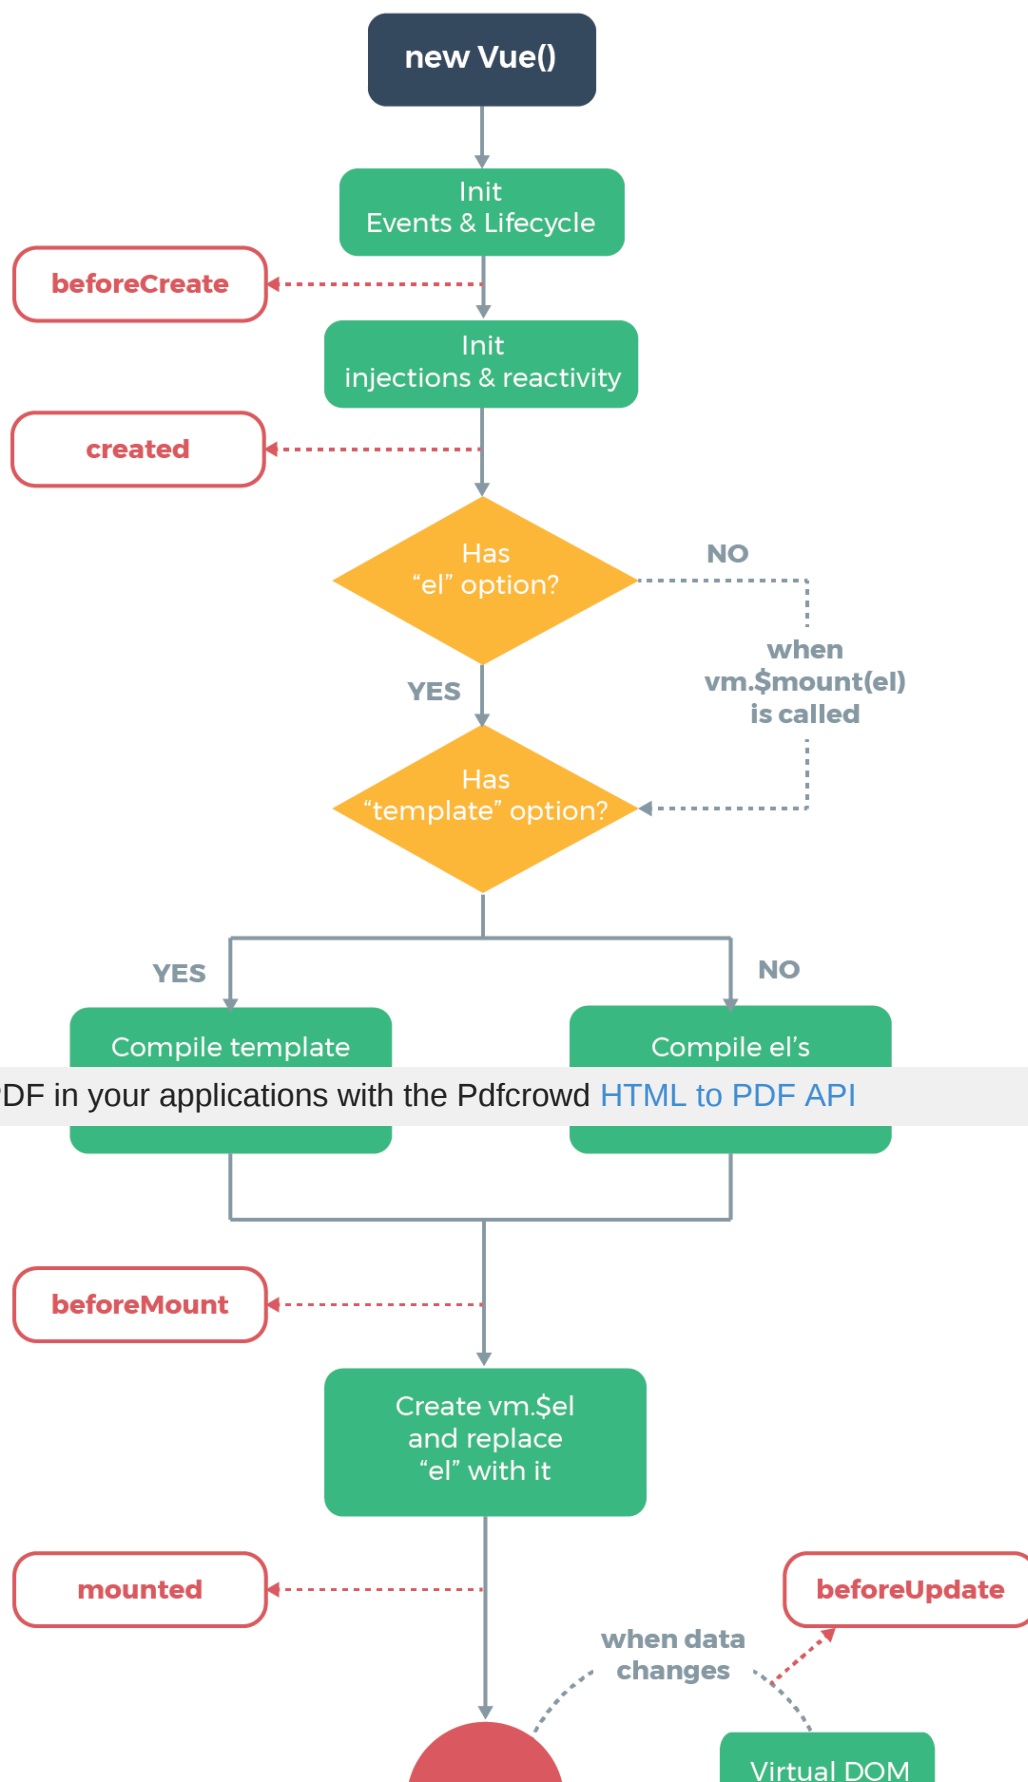 new Vue()
Init
Events & Lifecycle
beforeCreate
Init
injections & reactivity
created
Has
“el” option?
NO
when
vm.$mount(el)
is called
YES
Has
“template” option?
YES
NO
Compile template
Compile el’s
in your applications with the Pdfcrowd HTML to PDF API
beforeMount
Create vm.$el
and replace
“el” with it
mounted
beforeUpdate
when data
changes
Virtual DOM